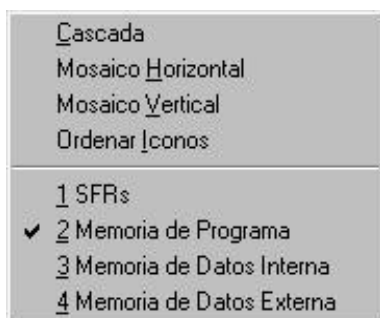 Cascada
Mosaico Horizontal
Mosaico Vertical
Ordenar Iconos
1 SFRs
2 Memoria de Programa
3 Memoria de Datos Interna
4 Memoria de Datos Externa